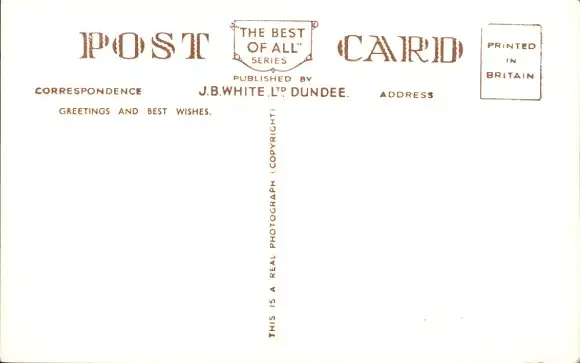 POST CARD
"THE BEST
OF ALL"
SERIES
PUBLISHED BY
J.B.WHITE, LTD DUNDEE.
PRINTED
IN
BRITAIN
CORRESPONDENCE
ADDRESS
GREETINGS AND BEST WISHES.
THIS IS A REAL PHOTOGRAPH (COPYRIGHT)